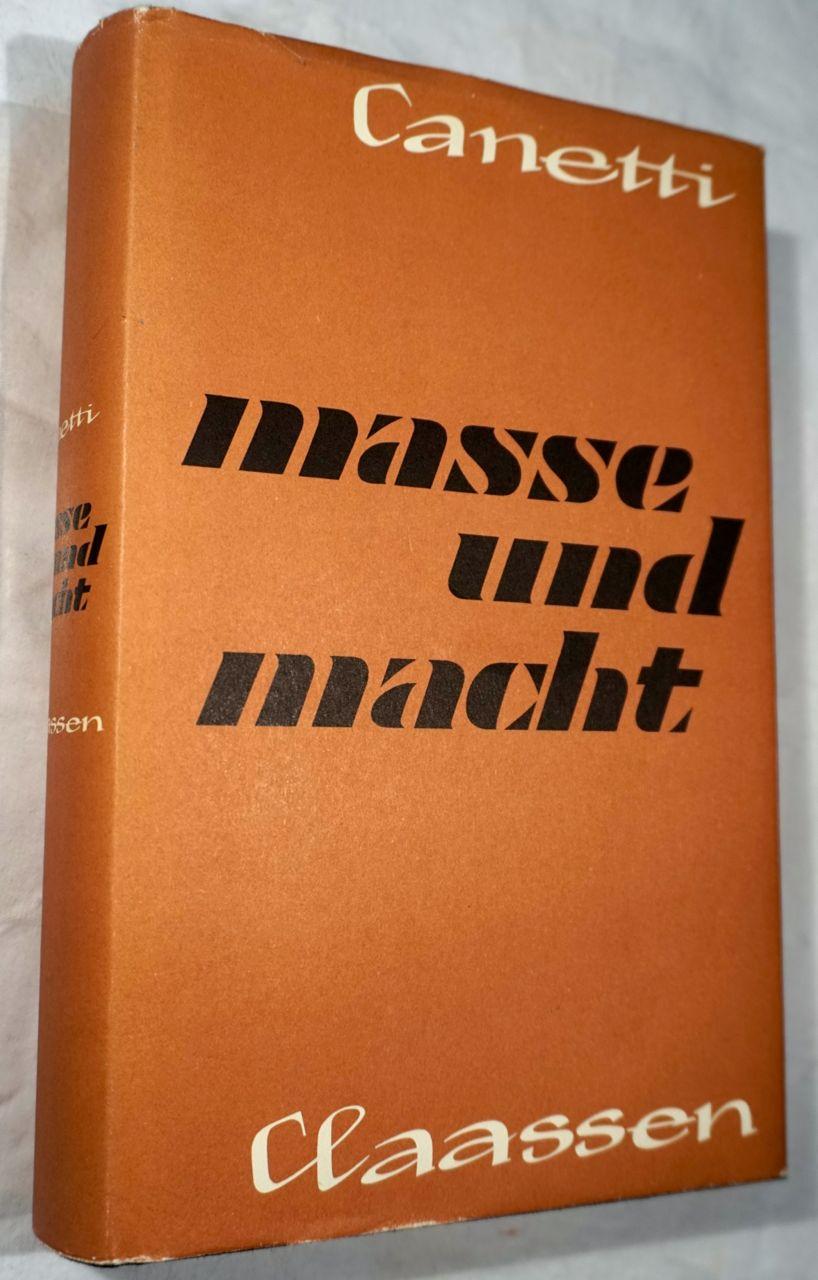 Canetti
masse
und
macht
Claassen